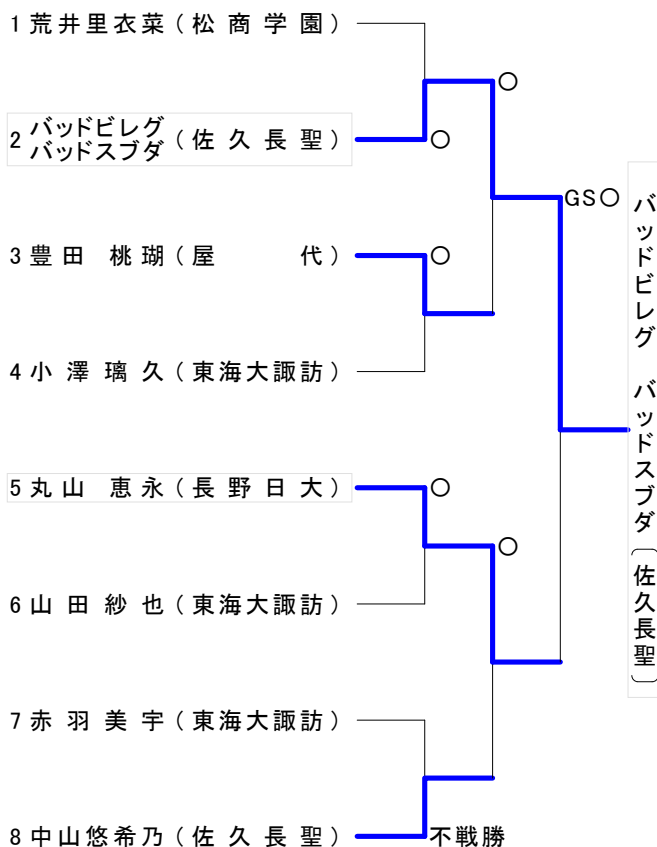 1 荒井里衣菜 (松商学園)
○
2 バッドビレグ バッドスブダ (佐久長聖)
○
GS○
3 豊田 桃瑚 (屋 代)
○
4 小澤璃久 (東海大諏訪)
5 丸山 恵永 (長野日大)
○
○
6 山田紗也 (東海大諏訪)
7 赤羽美宇 (東海大諏訪)
8 中山悠希乃 (佐久長聖)
不戦勝
バッドビレグ バッドスブダ (佐久長聖)